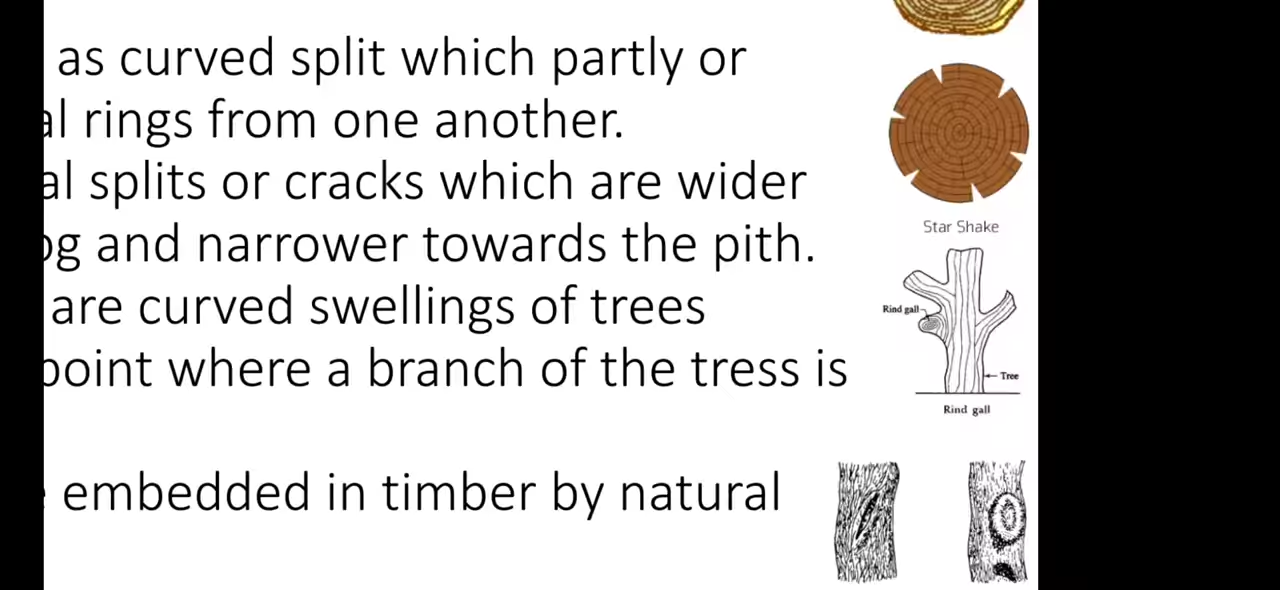 as curved split which partly or
al rings from one another.
al splits or cracks which are wider
og and narrower towards the pith.
are curved swellings of trees
point where a branch of the tress is
embedded in timber by natural
Star Shake
Rind gall
Tree
Rind gall